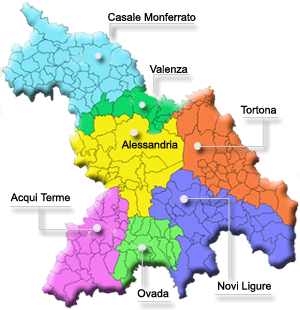 Casale Monferrato
Valenza
Tortona
Alessandria
Acqui Terme
Ovada
Novi Ligure